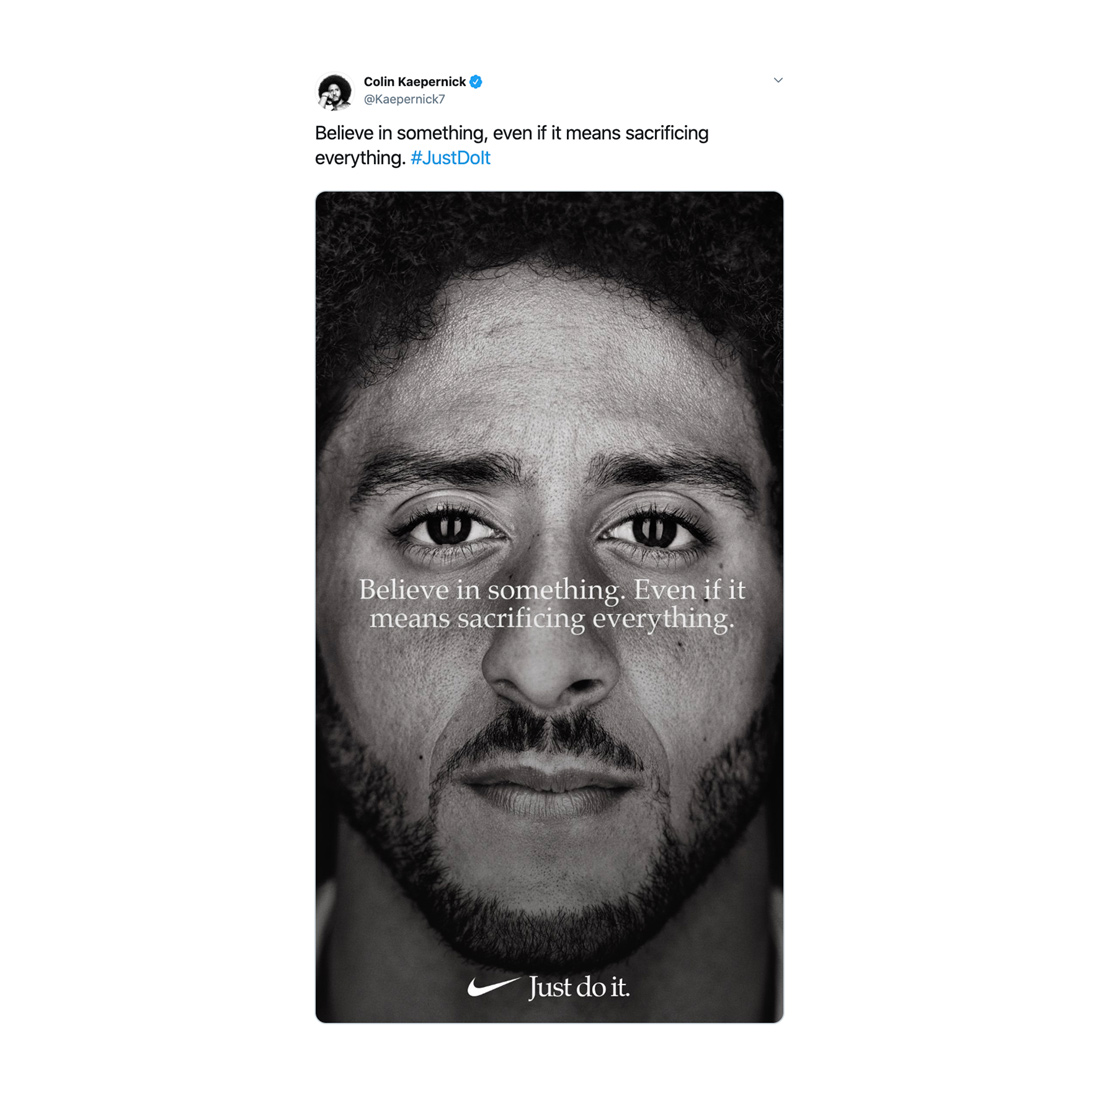 Colin Kaepernick
@Kaepernick7
Believe in something, even if it means sacrificing
everything. #JustDoIt
Believe in something. Even if it
means sacrificing everything.
Just do it.